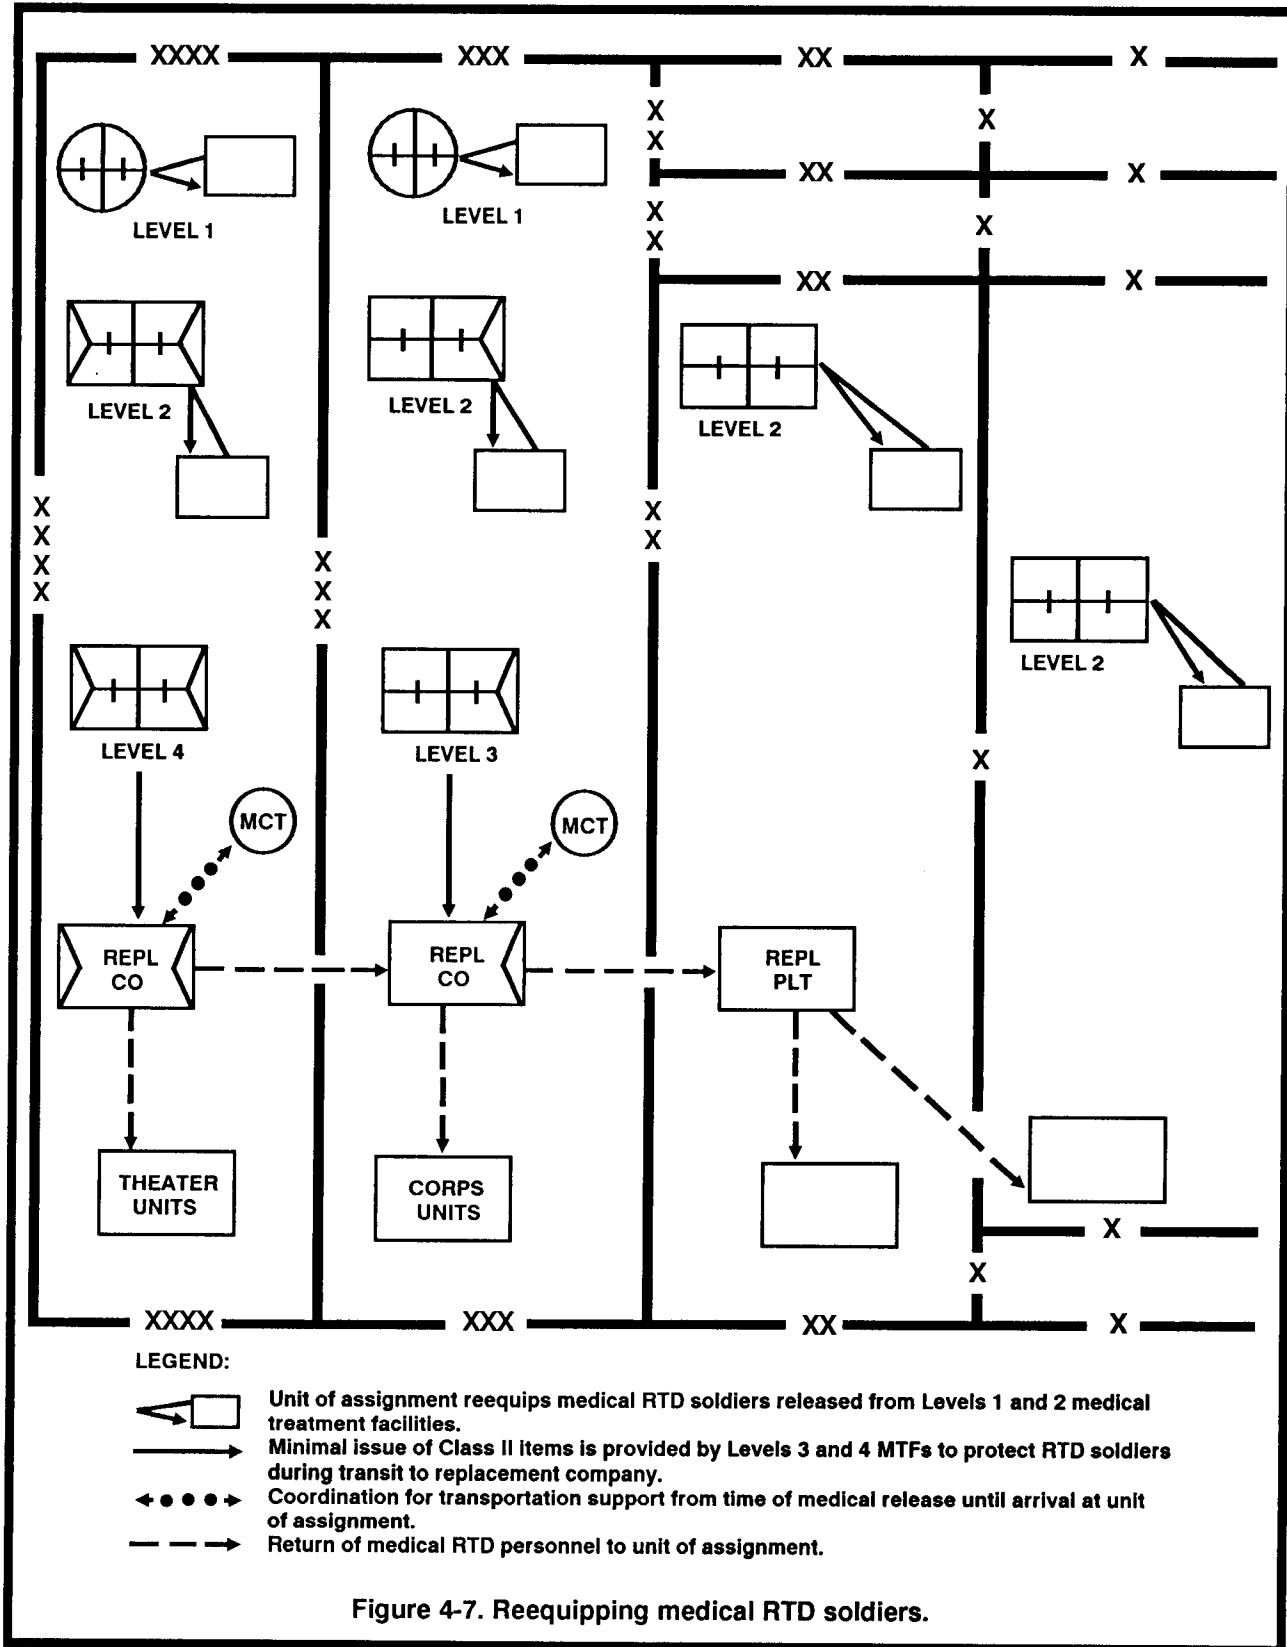 XXXX XXX XX X
X
X
X
XX X
X
X
X
XX X
LEVEL 1
LEVEL 1
LEVEL 2
LEVEL 2
LEVEL 2
X
X
X
X
X
X
X
X
X
LEVEL 2
LEVEL 4
LEVEL 3
X
MCT
MCT
REPL
CO
REPL
CO
REPL
PLT
THEATER
UNITS
CORPS
UNITS
X
X
XXXX XXX XX X
LEGEND:
Unit of assignment reequips medical RTD soldiers released from Levels 1 and 2 medical
treatment facilities.
Minimal issue of Class II items is provided by Levels 3 and 4 MTFs to protect RTD soldiers
during transit to replacement company.
Coordination for transportation support from time of medical release until arrival at unit
of assignment.
Return of medical RTD personnel to unit of assignment.
Figure 4-7. Reequipping medical RTD soldiers.